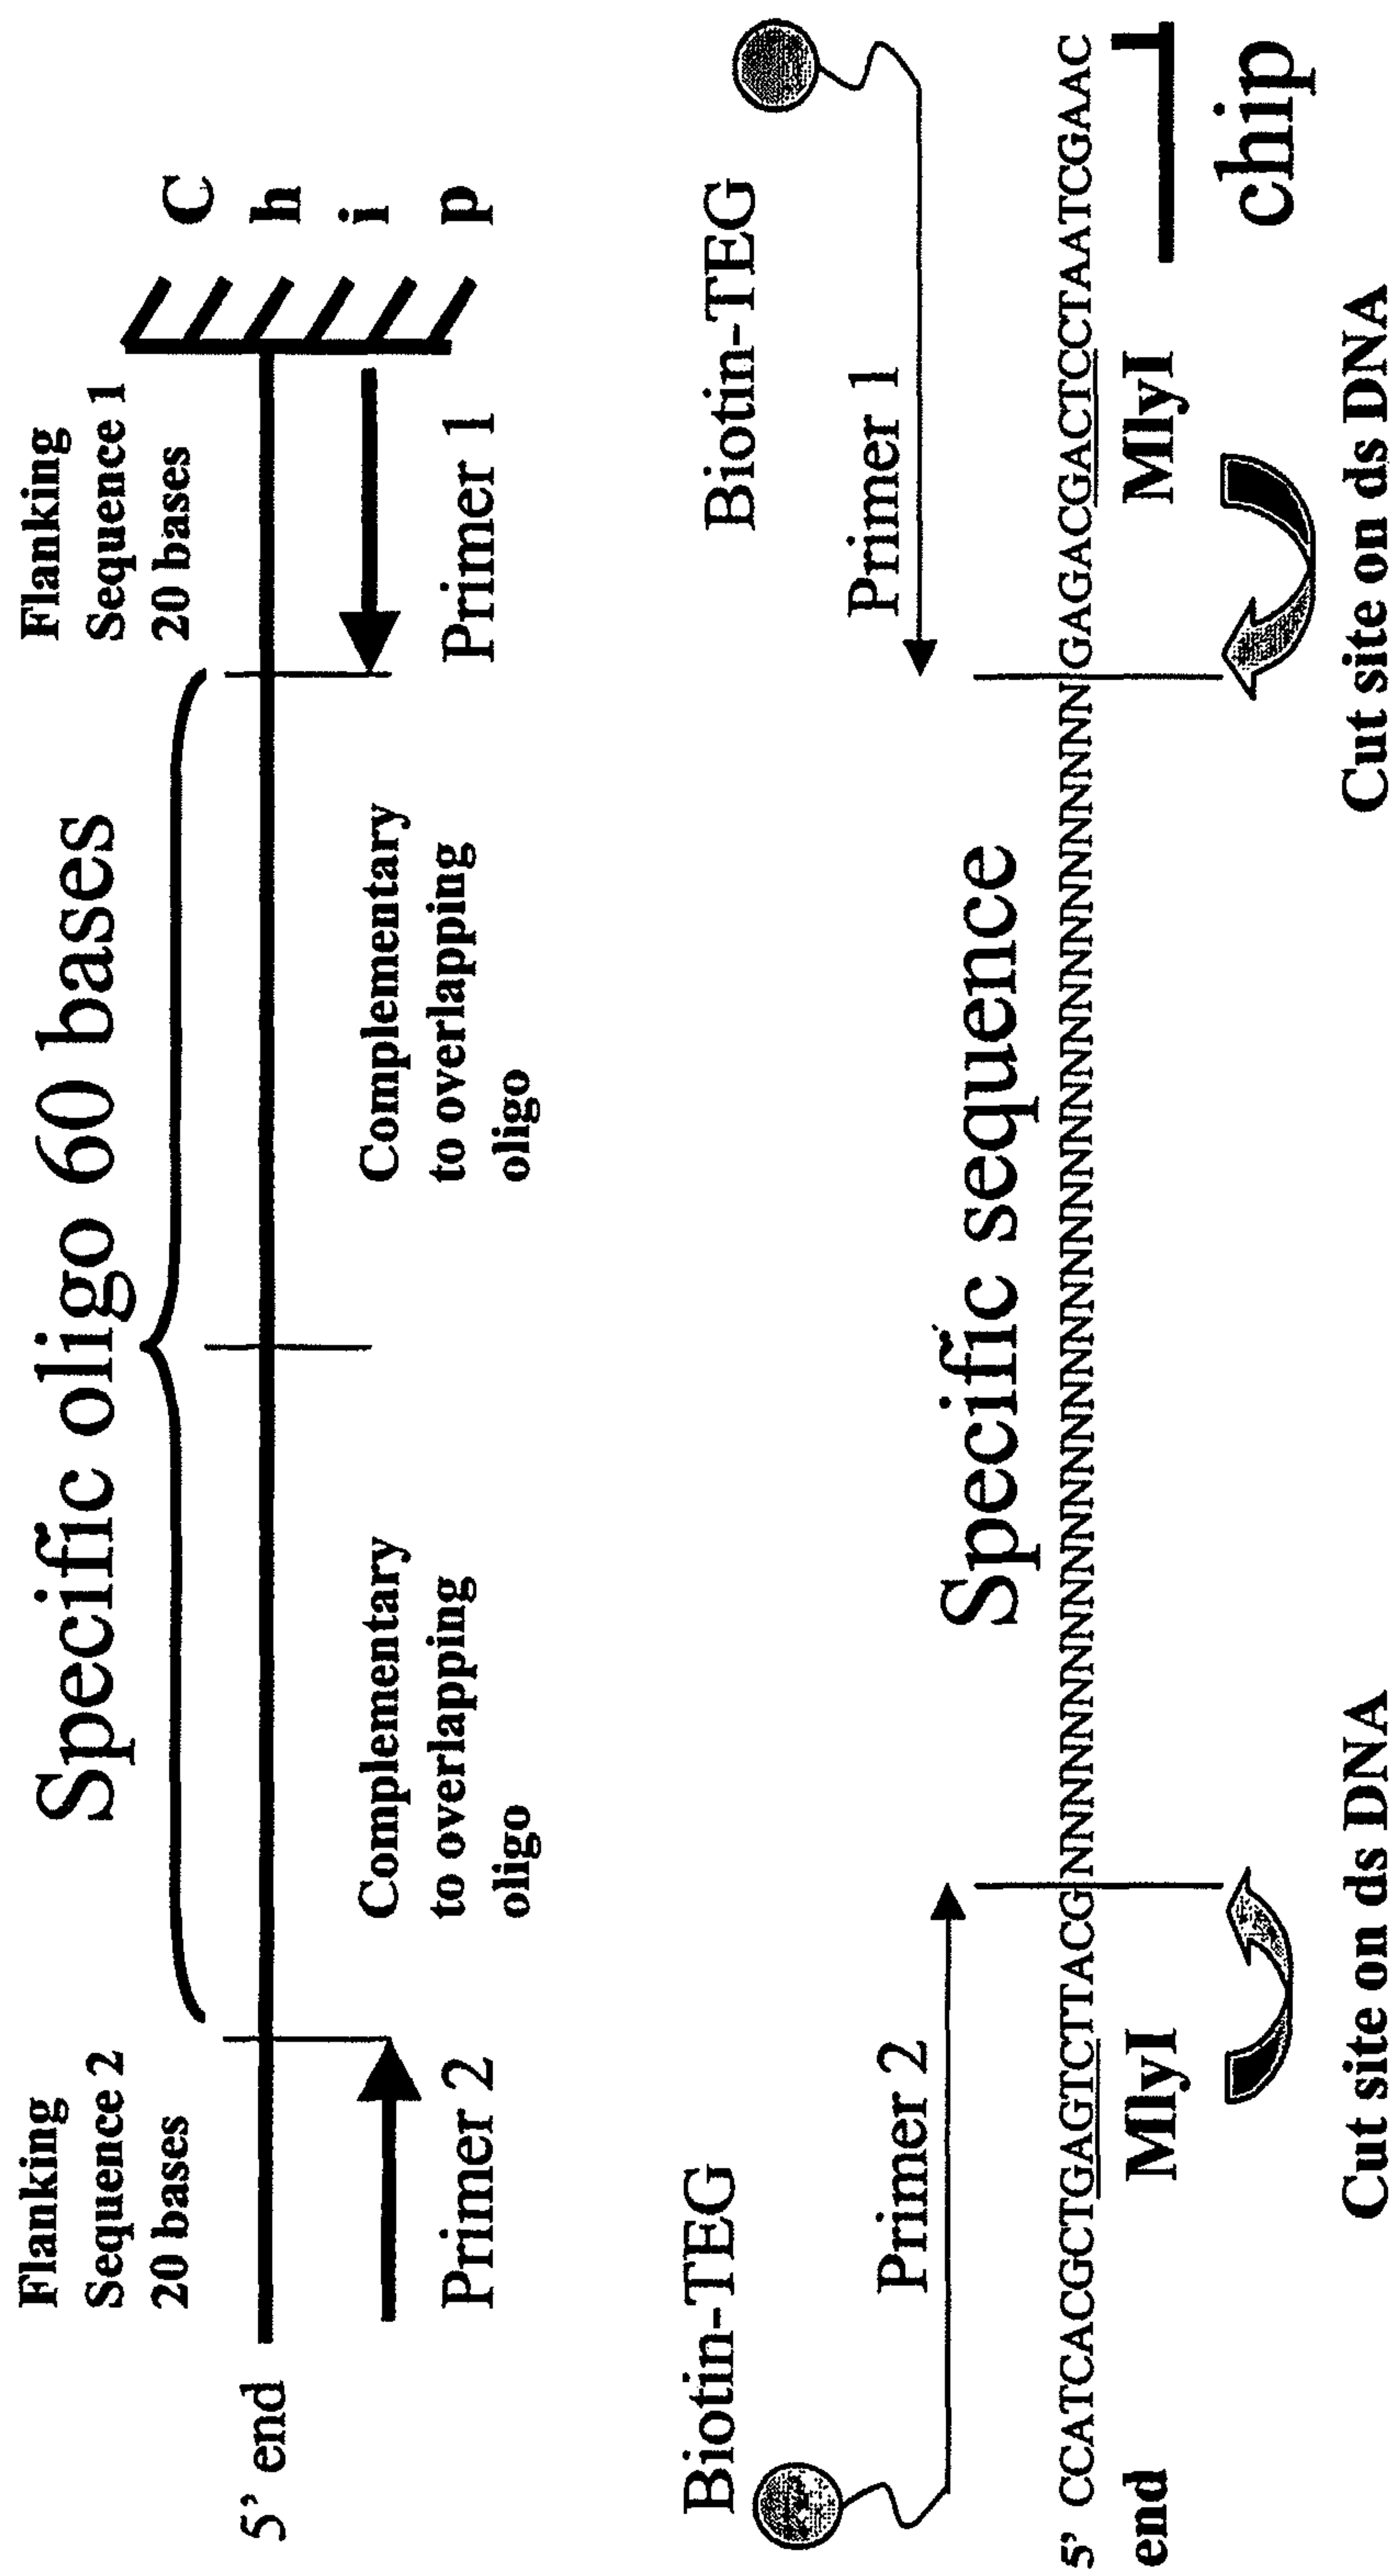 Flanking
Sequence 2
20 bases
Specific oligo 60 bases
Flanking
Sequence 1
20 bases
5' end
C
h
i
p
Primer 2
Complementary
to overlapping
oligo
Complementary
to overlapping
oligo
Primer 1
Biotin-TEG
Biotin-TEG
Primer 2
Specific sequence
Primer 1
5' CCATCACGCTGAGTCTTACGNNNNNNNNNNNNNNNNNNNNNNNNNNNNNNNNNNNNNNNNGAGACGACTCCTAATCGAAC
end
MlyI
MlyI
chip
Cut site on ds DNA
Cut site on ds DNA